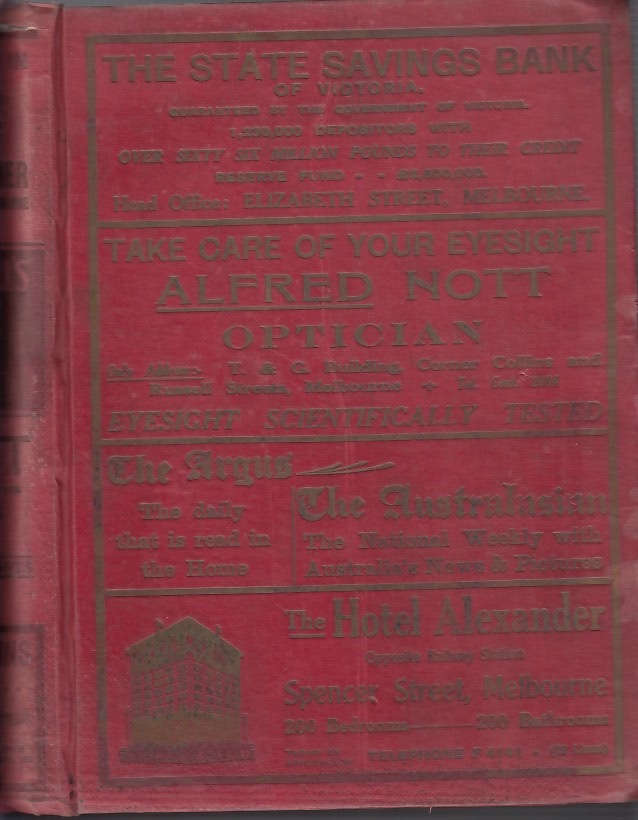 THE STATE SAVINGS BANK
OF VICTORIA.
GUARANTEED BY THE GOVERNMENT OF VICTORIA.
DEPOSITORS WITH
OVER SIXTY SIX MILLION POUNDS TO THEIR CREDIT
RESERVE FUND - -
Head Office: ELIZABETH STREET, MELBOURNE.
TAKE CARE OF YOUR EYESIGHT
ALFRED NOTT
OPTICIAN
T. & G. Building, Corner Collins and
Russell Streets, Melbourne
EYESIGHT SCIENTIFICALLY TESTED
The Argus
The daily
that is read in
the Home
The Australasian
The National Weekly with
Australia's News & Pictures
The Hotel Alexander
Opposite Railway Station
Spencer Street, Melbourne
200 Bedrooms 200 Bathrooms
TELEPHONE